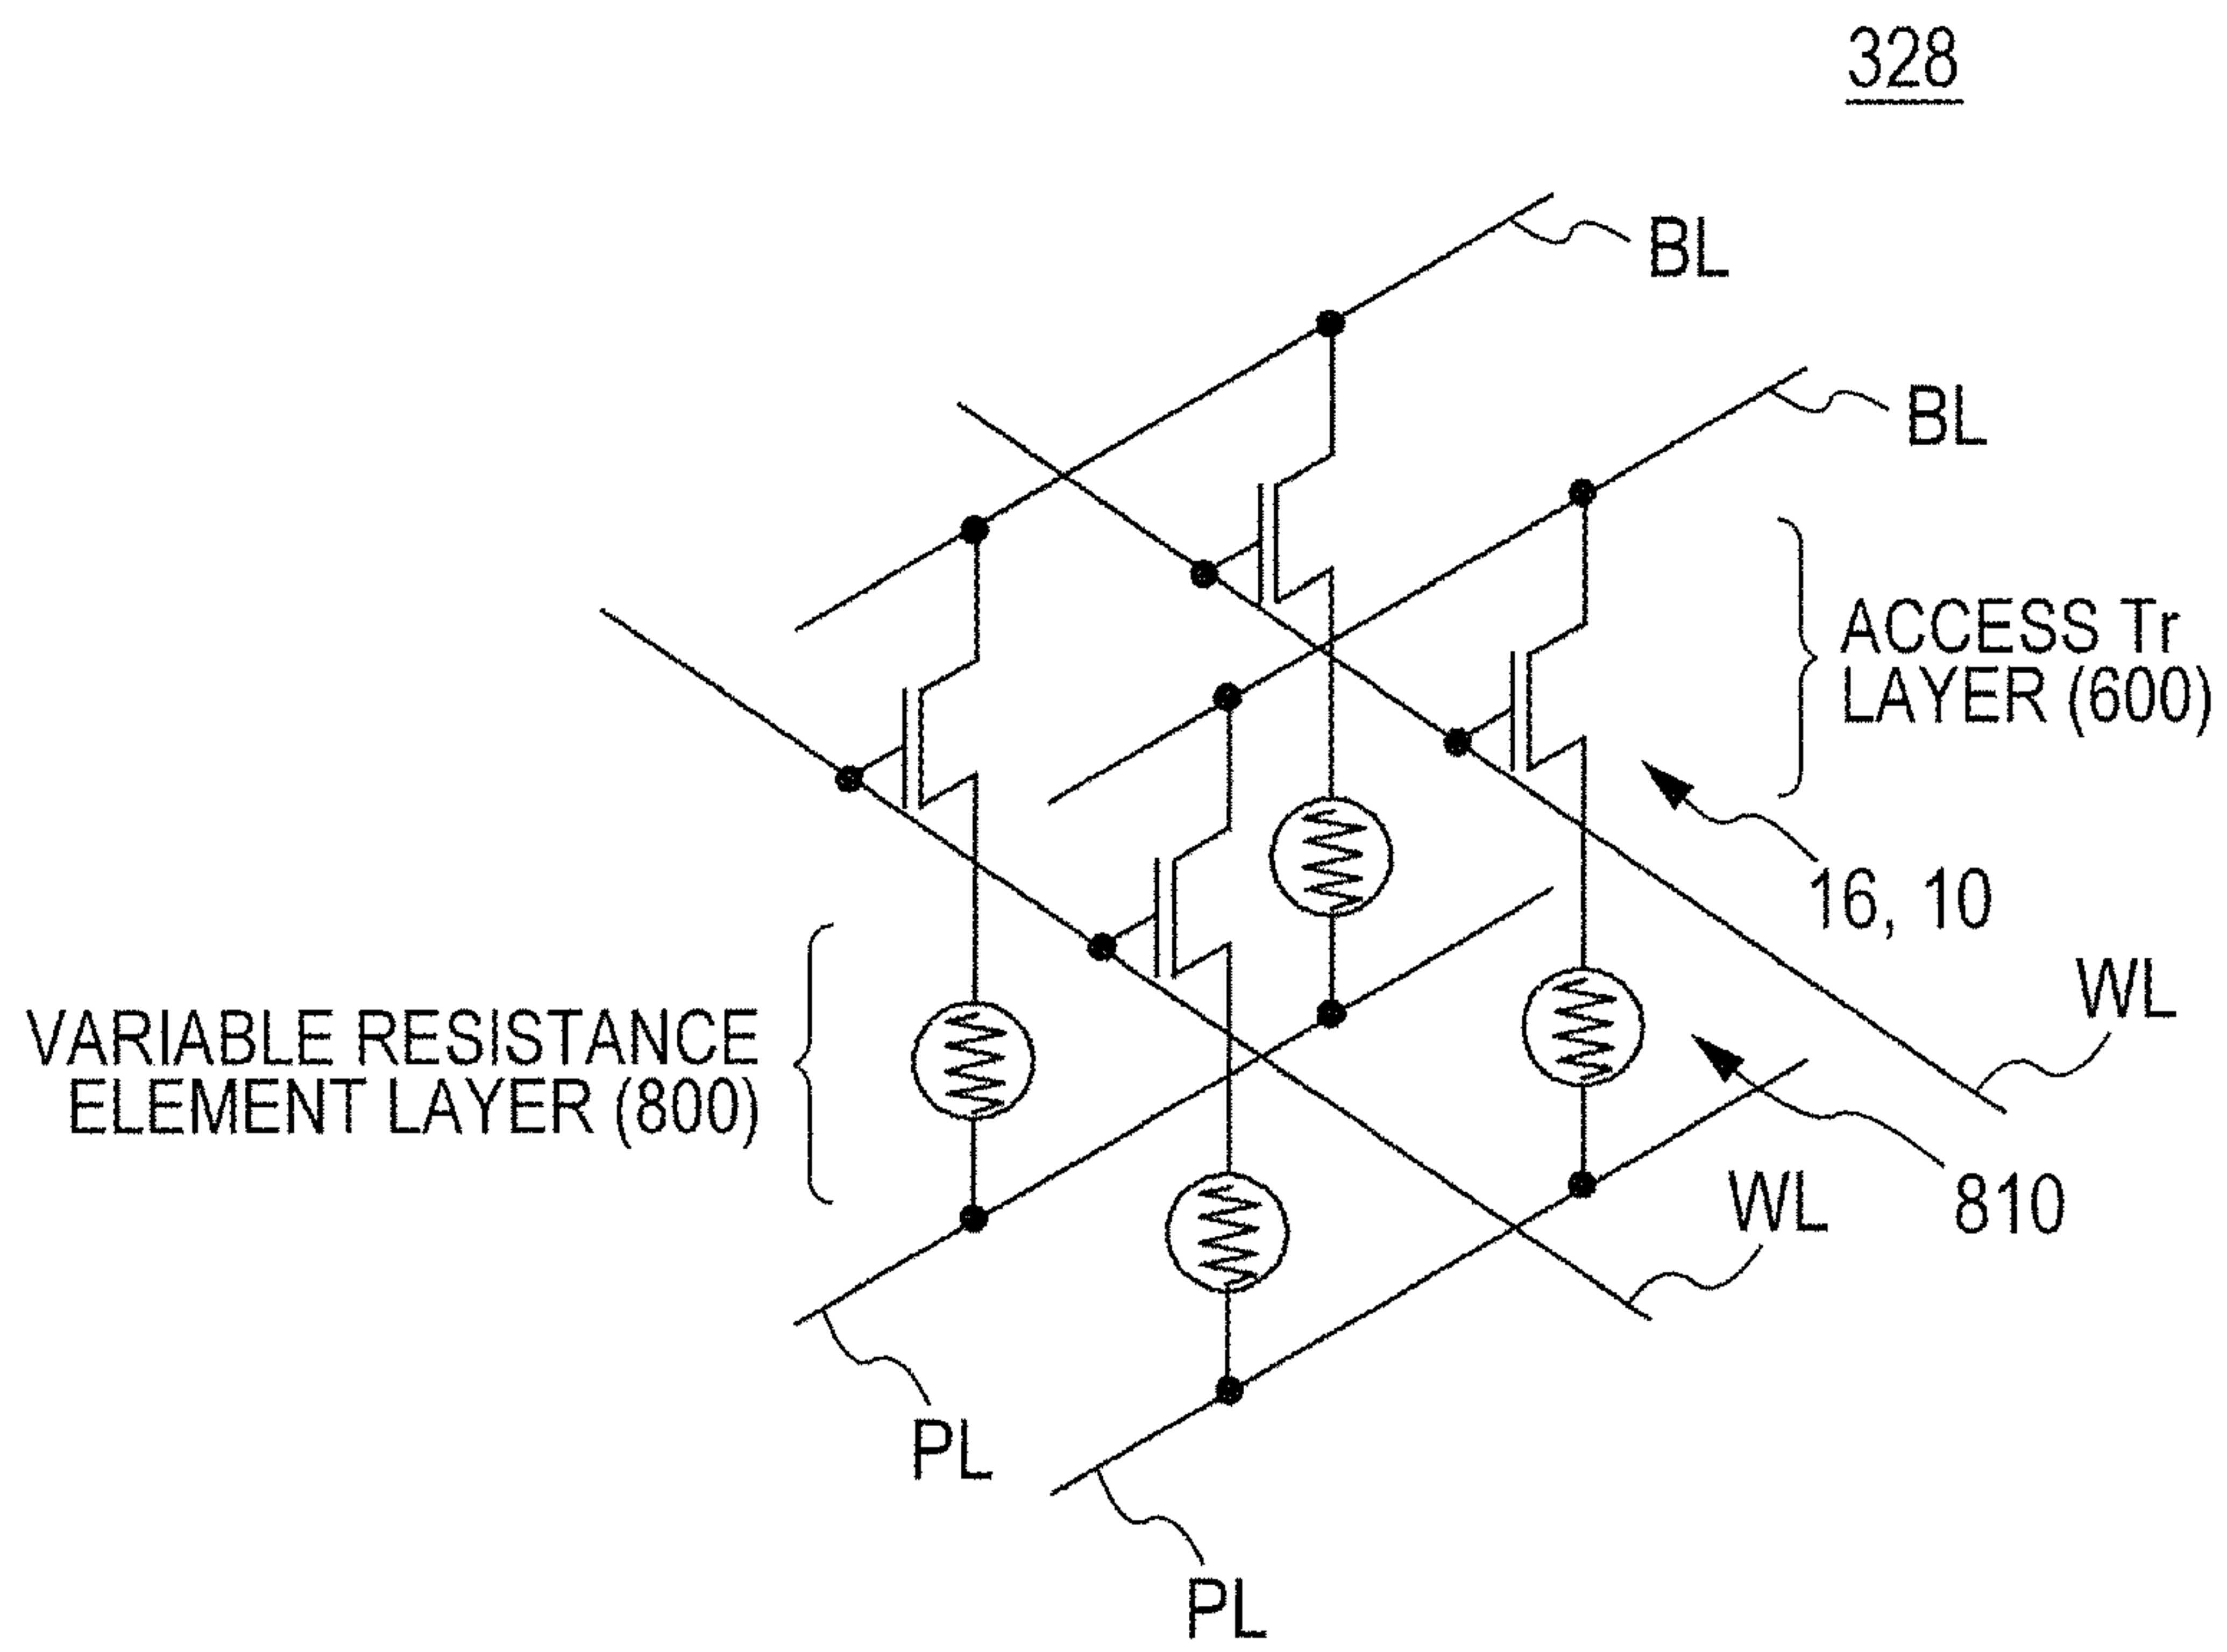 328
BL
BL
ACCESS Tr
LAYER (600)
16, 10
WL
VARIABLE RESISTANCE
ELEMENT LAYER (800)
WL
810
PL
PL